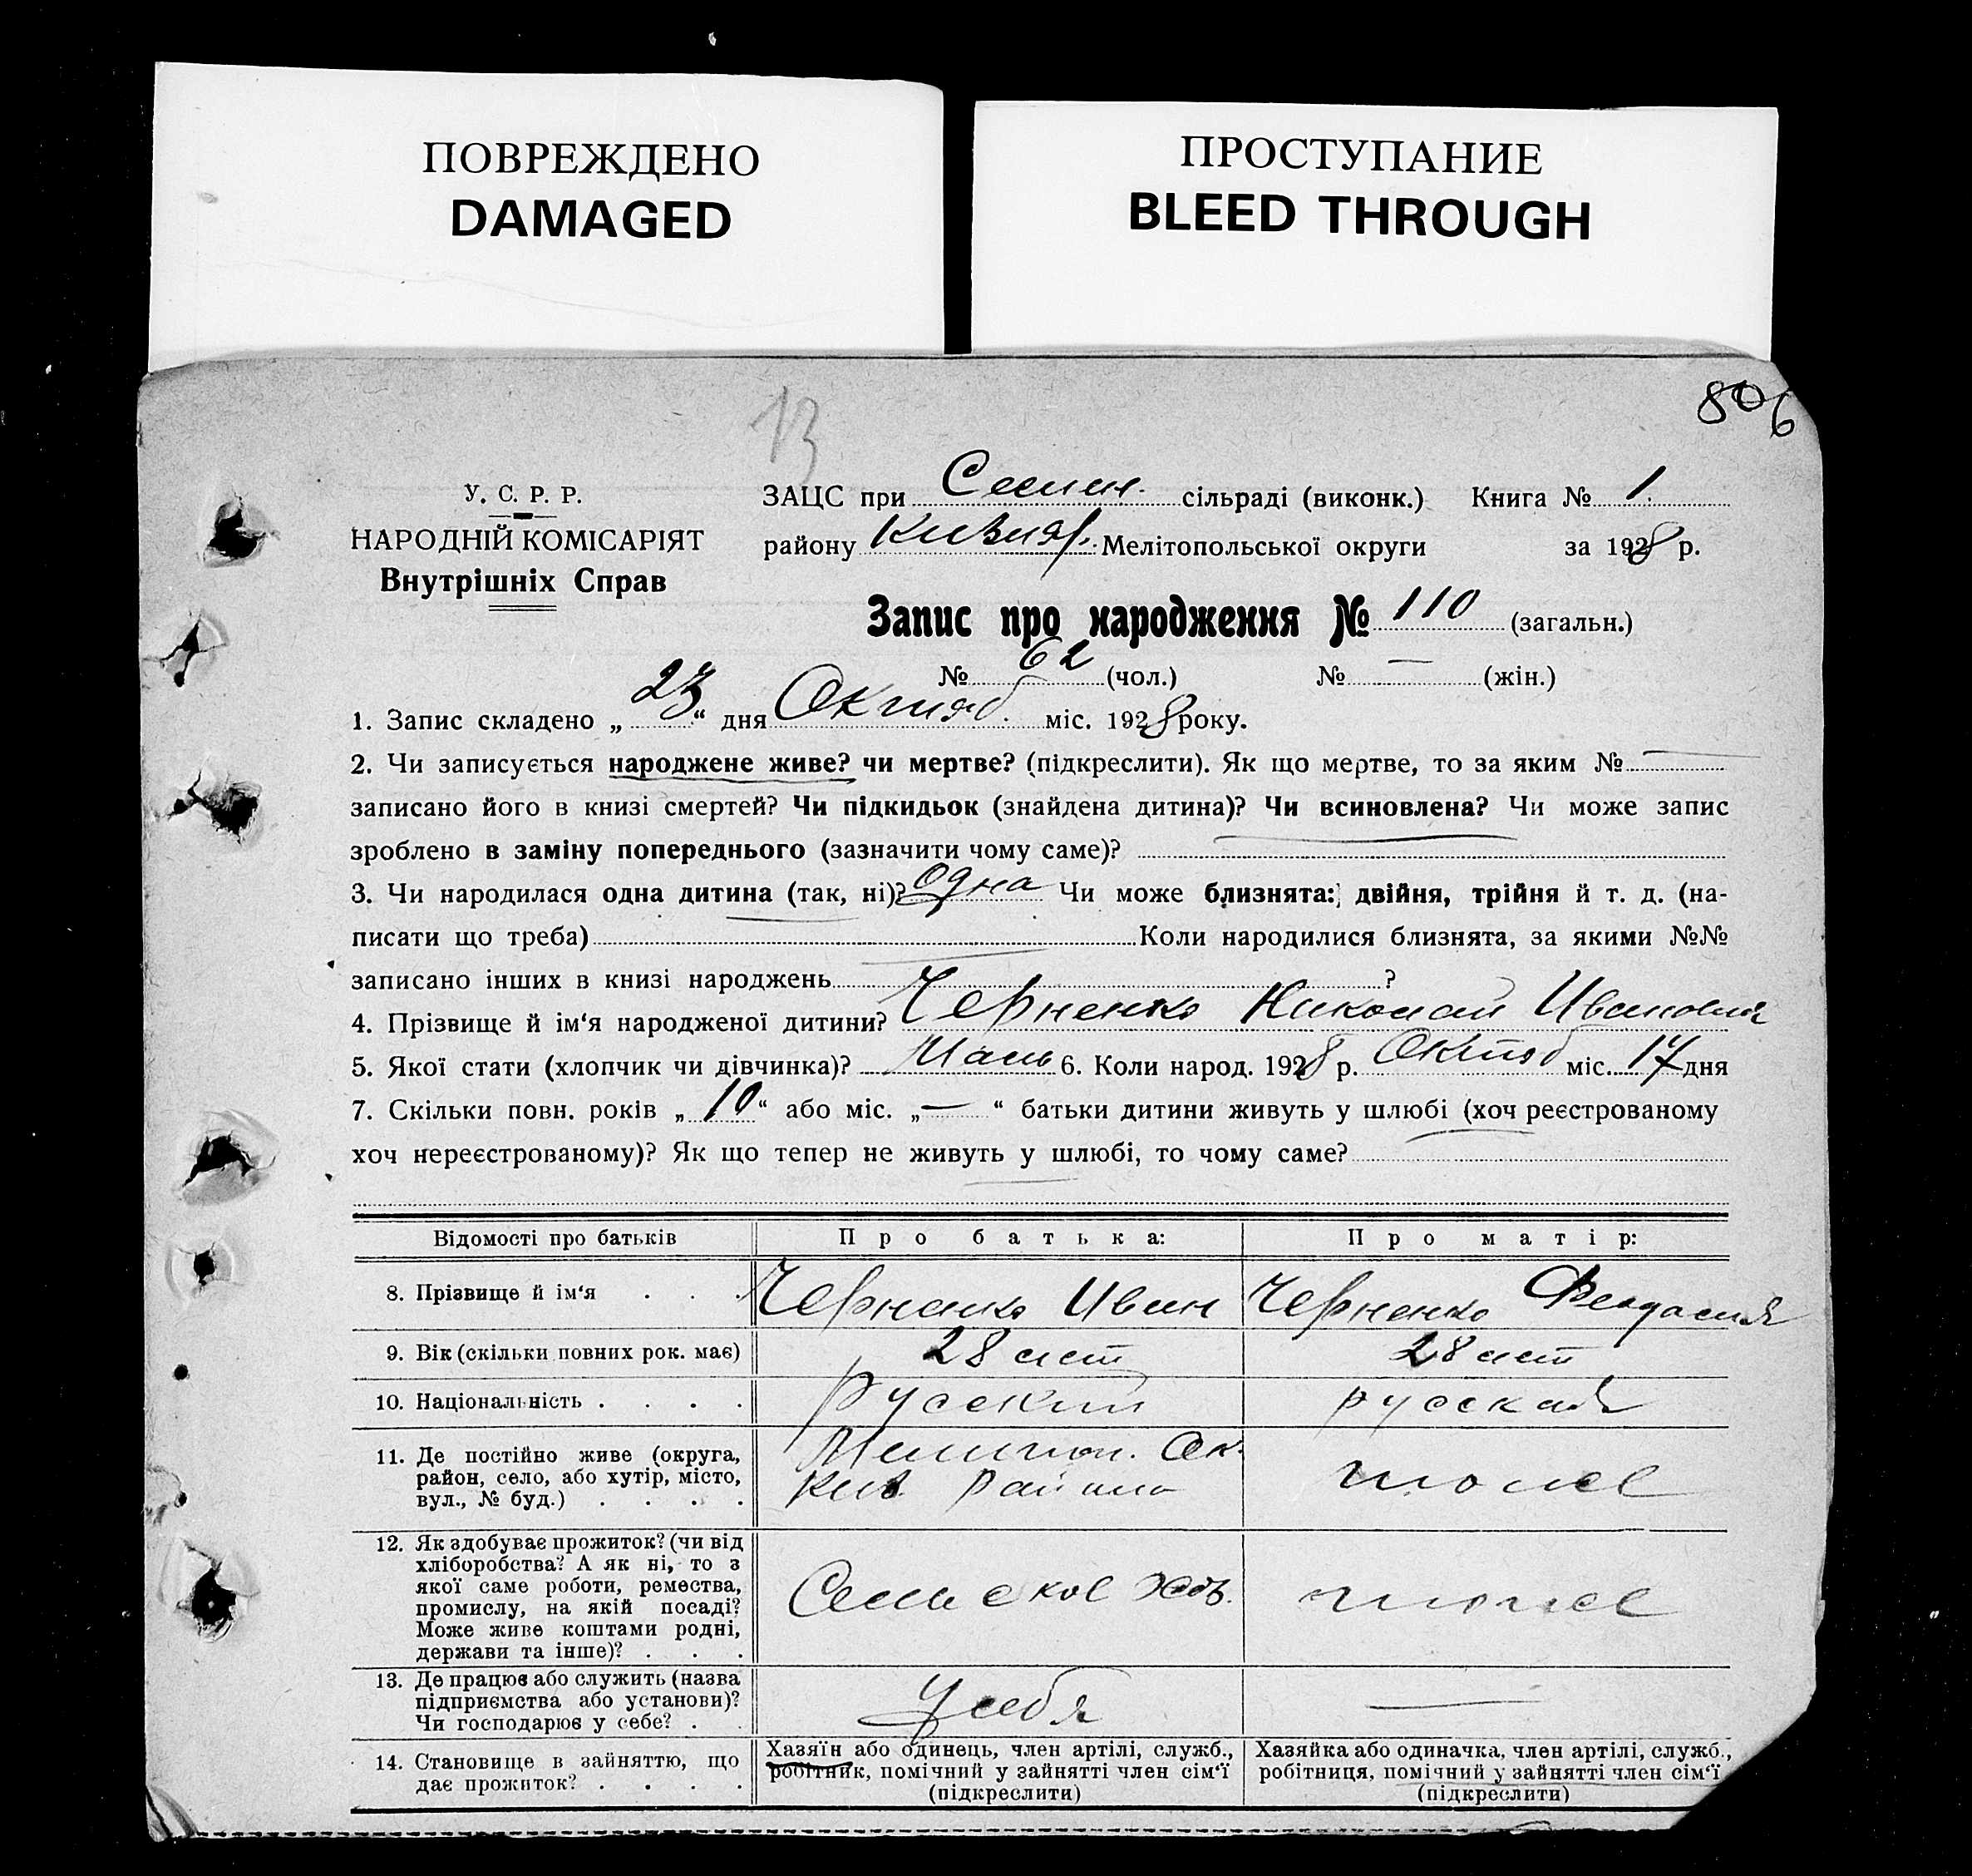 ПОВРЕЖДЕНО
DAMAGED
ПРОСТУПАНИЕ
BLEED THROUGH
806
13
У. С. Р. Р.
НАРОДНІЙ КОМІСАРІЯТ
Внутрішніх Справ
ЗАЦС при сільраді (виконк.) Книга № 1.
району Кизияр. Мелітопольської округи за 1928 р.
Запис про народження № 110 (загальн.)
№ 62 (чол.) № — (жін.)
1. Запис складено „ 23 “ дня Октяб. міс. 1928 року.
2. Чи записується народжене живе? чи мертве? (підкреслити). Як що мертве, то за яким № —
записано його в книзі смертей? Чи підкидьок (знайдена дитина)? Чи всиновлена? Чи може запис
зроблено в заміну попереднього (зазначити чому саме)?
3. Чи народилася одна дитина (так, ні)? Одна Чи може близнята: двійня, трійня й т. д. (на-
писати що треба) Коли народилися близнята, за якими №№
записано інших в книзі народжень ?
4. Прізвище й ім‘я народженої дитини? Черненко Николай Иванович
5. Якої стати (хлопчик чи дівчинка)? Маль 6. Коли народ. 1928 р. Октяб міс. 17 дня
7. Скільки повн. років „ 10 “ або міс. „ — “ батьки дитини живуть у шлюбі (хоч реєстрованому
хоч нереєстрованому)? Як що тепер не живуть у шлюбі, то чому саме?
Відомості про батьків
Про батька:
Про матір:
8. Прізвище й ім‘я . . .
Черненко Иван
Черненко Феодасия
9. Вік (скільки повних рок. має)
28 лет
28 лет
10. Національність . . . .
Русский
русская
11. Де постійно живе (округа,
район, село, або хутір, місто,
вул., № буд.) . . . .
Мелитоп. Ок.
Киз. района
тоже
12. Як здобуває прожиток? (чи від
хліборобства? А як ні, то з
якої саме роботи, ремества,
промислу, на якій посаді?
Може живе коштами родні,
держави та інше)? . . .
Сельское хоз.
тоже
13. Де працює або служить (назва
підприємства або установи)?
Чи господарює у себе? . .
У себя
—
14. Становище в зайняттю, що
дає прожиток? . . . .
Хазяїн або одинець, член артілі, служб.,
робітник, помічний у зайнятті член сім‘ї
(підкреслити)
Хазяйка або одиначка, член артілі, служб.,
робітниця, помічний у зайнятті член сім‘ї
(підкреслити)